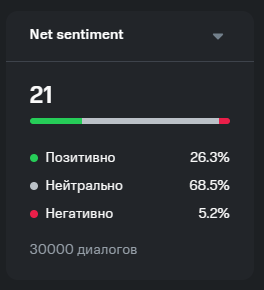 Net sentiment
21
Позитивно 26.3%
Нейтрально 68.5%
Негативно 5.2%
30000 диалогов